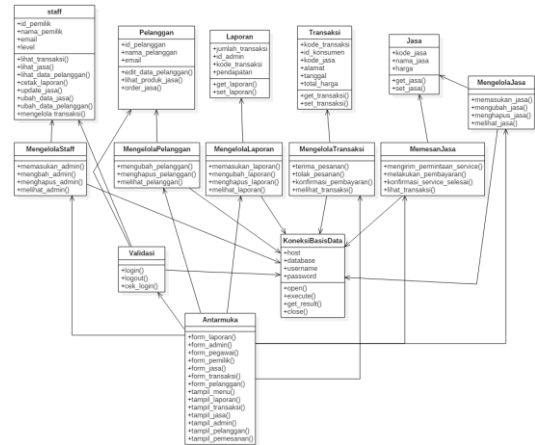 staff
+id_pemilik
+nama_pemilik
+email
+level
+lihat_transaksi()
+lihat_jasa()
+lihat_data_pelanggan()
+cetak_laporan()
+update_jasa()
+ubah_data_jasa()
+ubah_data_pelanggan()
+mengelola transaksi()
Pelanggan
+id_pelanggan
+nama_pelanggan
+email
+edit_data_pelanggan()
+lihat_produk_jasa()
+order_jasa()
Laporan
+jumlah_transaksi
+id_admin
+kode_transaksi
+pendapatan
+get_laporan()
+set_laporan()
Transaksi
+kode_transaksi
+id_konsumen
+kode_jasa
+alamat
+tanggal
+total_harga
+get_transaksi()
+set_transaksi()
Jasa
+kode_jasa
+nama_jasa
+harga
+get_jasa()
+set_jasa()
MengelolaJasa
+memasukan_jasa()
+mengubah_jasa()
+menghapus_jasa()
+melihat_jasa()
MengelolaStaff
+memasukan_admin()
+mengbah_admin()
+menghapus_admin()
+melihat_admin()
MengelolaPelanggan
+mengubah_pelanggan()
+menghapus_pelanggan()
+melihat_pelanggan()
MengelolaLaporan
+memasukan_laporan()
+mengubah_laporan()
+menghapus_laporan()
+melihat_laporan()
MengelolaTransaksi
+terima_pesanan()
+tolak_pesanan()
+konfirmasi_pembayaran()
+melihat_transaksi()
MemesanJasa
+mengirim_permintaan_service()
+melakukan_pembayaran()
+konfirmasi_service_selesai()
+lihat_transaksi()
Validasi
+login()
+logout()
+cek_login()
KoneksiBasisData
+host
+database
+username
+password
+open()
+execute()
+get_result()
+close()
Antarmuka
+form_laporan()
+form_admin()
+form_pegawai()
+form_pemilik()
+form_jasa()
+form_transaksi()
+form_pelanggan()
+tampil_menu()
+tampil_laporan()
+tampil_transaksi()
+tampil_jasa()
+tampil_admin()
+tampil_pelanggan()
+tampil_pemesanan()